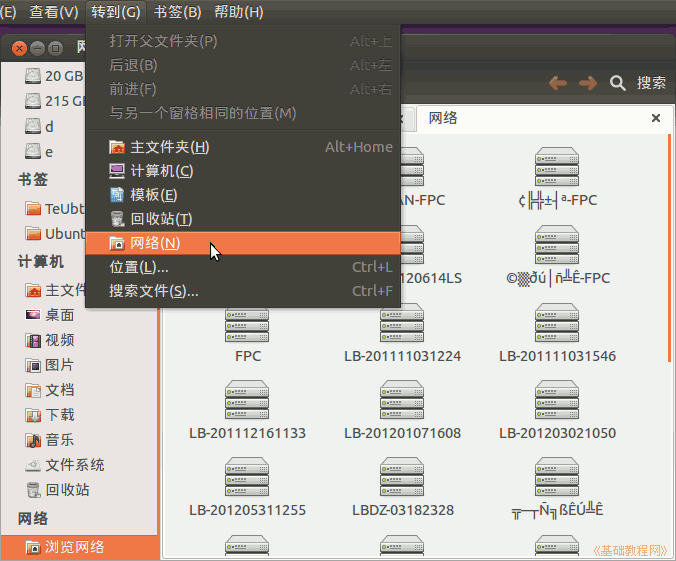 (E) 查看(V) 转到(G) 书签(B) 帮助(H)
打开父文件夹(P) Alt+上
后退(B) Alt+左
前进(F) Alt+右
与另一个窗格相同的位置(M)
主文件夹(H) Alt+Home
计算机(C)
模板(E)
回收站(T)
网络(N)
位置(L)... Ctrl+L
搜索文件(S)... Ctrl+F
搜索
网络
20 GB
215 GB
d
e
书签
TeUbt
Ubunt
计算机
主文件
桌面
视频
图片
文档
下载
音乐
文件系统
回收站
网络
浏览网络
AN-FPC
¢╠╬±┤ª-FPC
120614LS
©▒ðú│ñ╩Ê-FPC
FPC
LB-201111031224
LB-201111031546
LB-201112161133
LB-201201071608
LB-201203021050
LB-201205311255
LBDZ-03182328
╦─┬Ñ╗ßÊÚ╩Ê
《基础教程网》